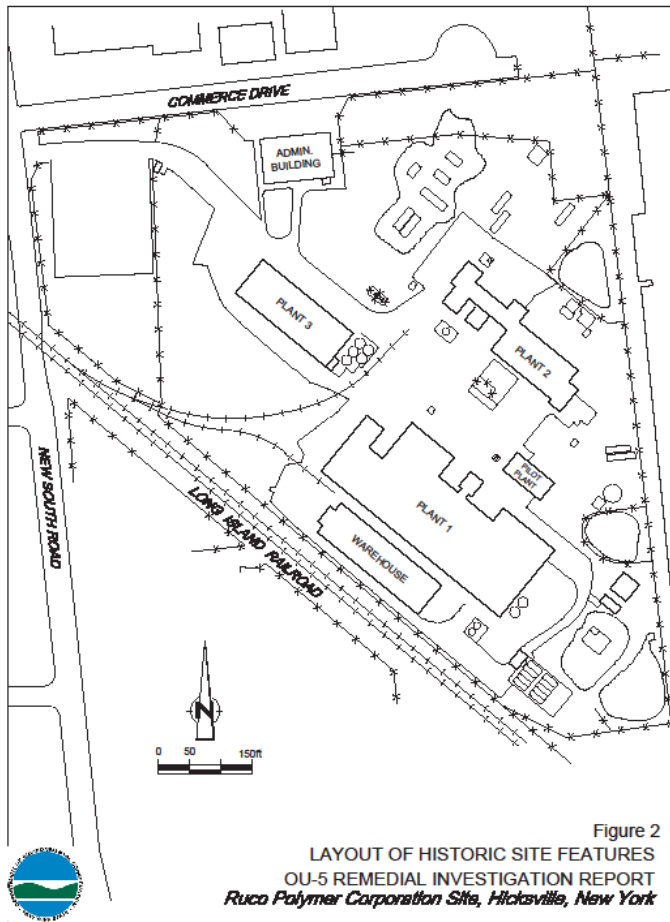 COMMERCE DRIVE
ADMIN.
BUILDING
PLANT 3
PLANT 2
PILOT
PLANT
PLANT 1
WAREHOUSE
NEW SOUTH ROAD
LONG ISLAND RAILROAD
N
0 50 150ft
Figure 2
LAYOUT OF HISTORIC SITE FEATURES
OU-5 REMEDIAL INVESTIGATION REPORT
Ruco Polymer Corporation Site, Hicksville, New York